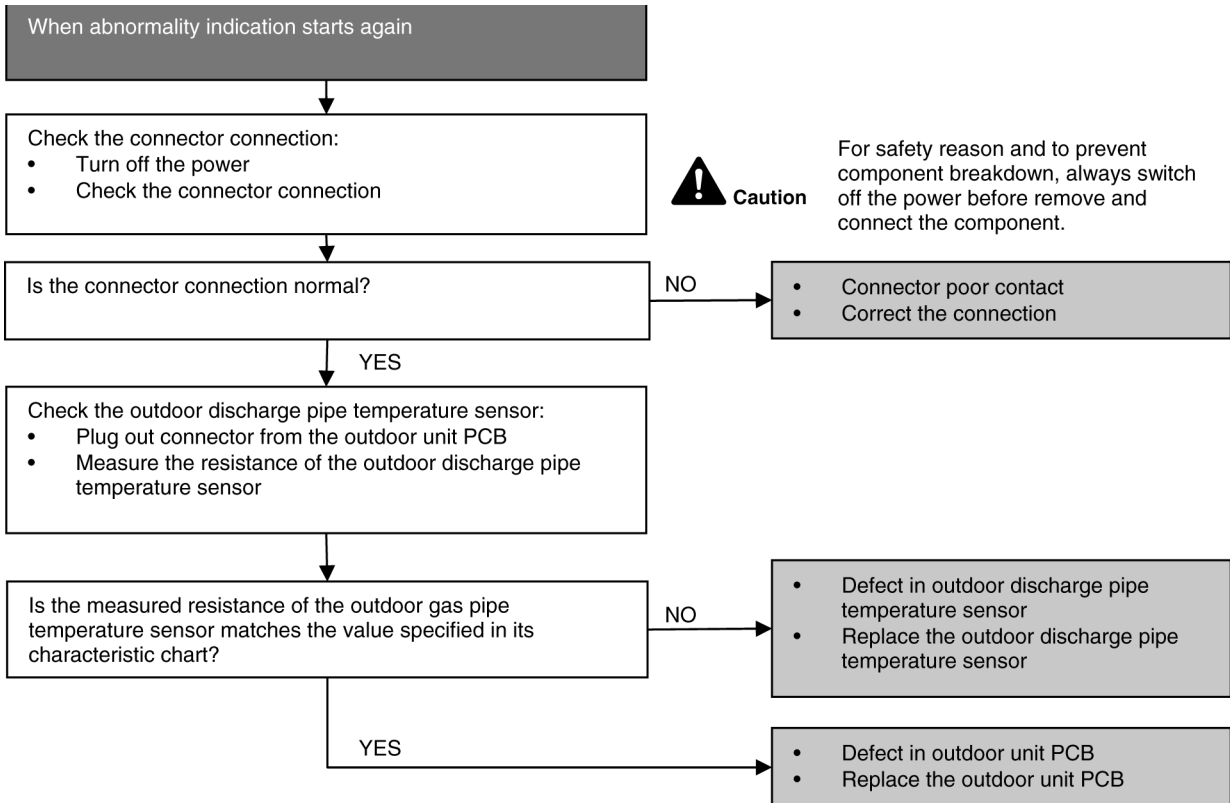 When abnormality indication starts again
Check the connector connection:
• Turn off the power
• Check the connector connection
Caution
For safety reason and to prevent
component breakdown, always switch
off the power before remove and
connect the component.
Is the connector connection normal?
NO
• Connector poor contact
• Correct the connection
YES
Check the outdoor discharge pipe temperature sensor:
• Plug out connector from the outdoor unit PCB
• Measure the resistance of the outdoor discharge pipe
temperature sensor
Is the measured resistance of the outdoor gas pipe
temperature sensor matches the value specified in its
characteristic chart?
NO
• Defect in outdoor discharge pipe
temperature sensor
• Replace the outdoor discharge pipe
temperature sensor
YES
• Defect in outdoor unit PCB
• Replace the outdoor unit PCB